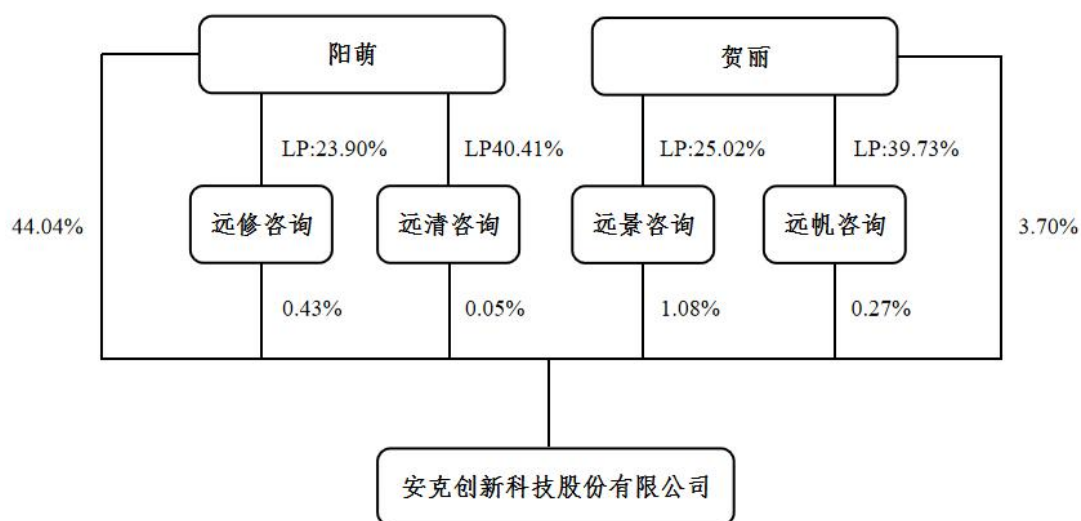 阳萌
贺丽
LP:23.90%
LP40.41%
LP:25.02%
LP:39.73%
44.04%
远修咨询
远清咨询
远景咨询
远帆咨询
3.70%
0.43%
0.05%
1.08%
0.27%
安克创新科技股份有限公司